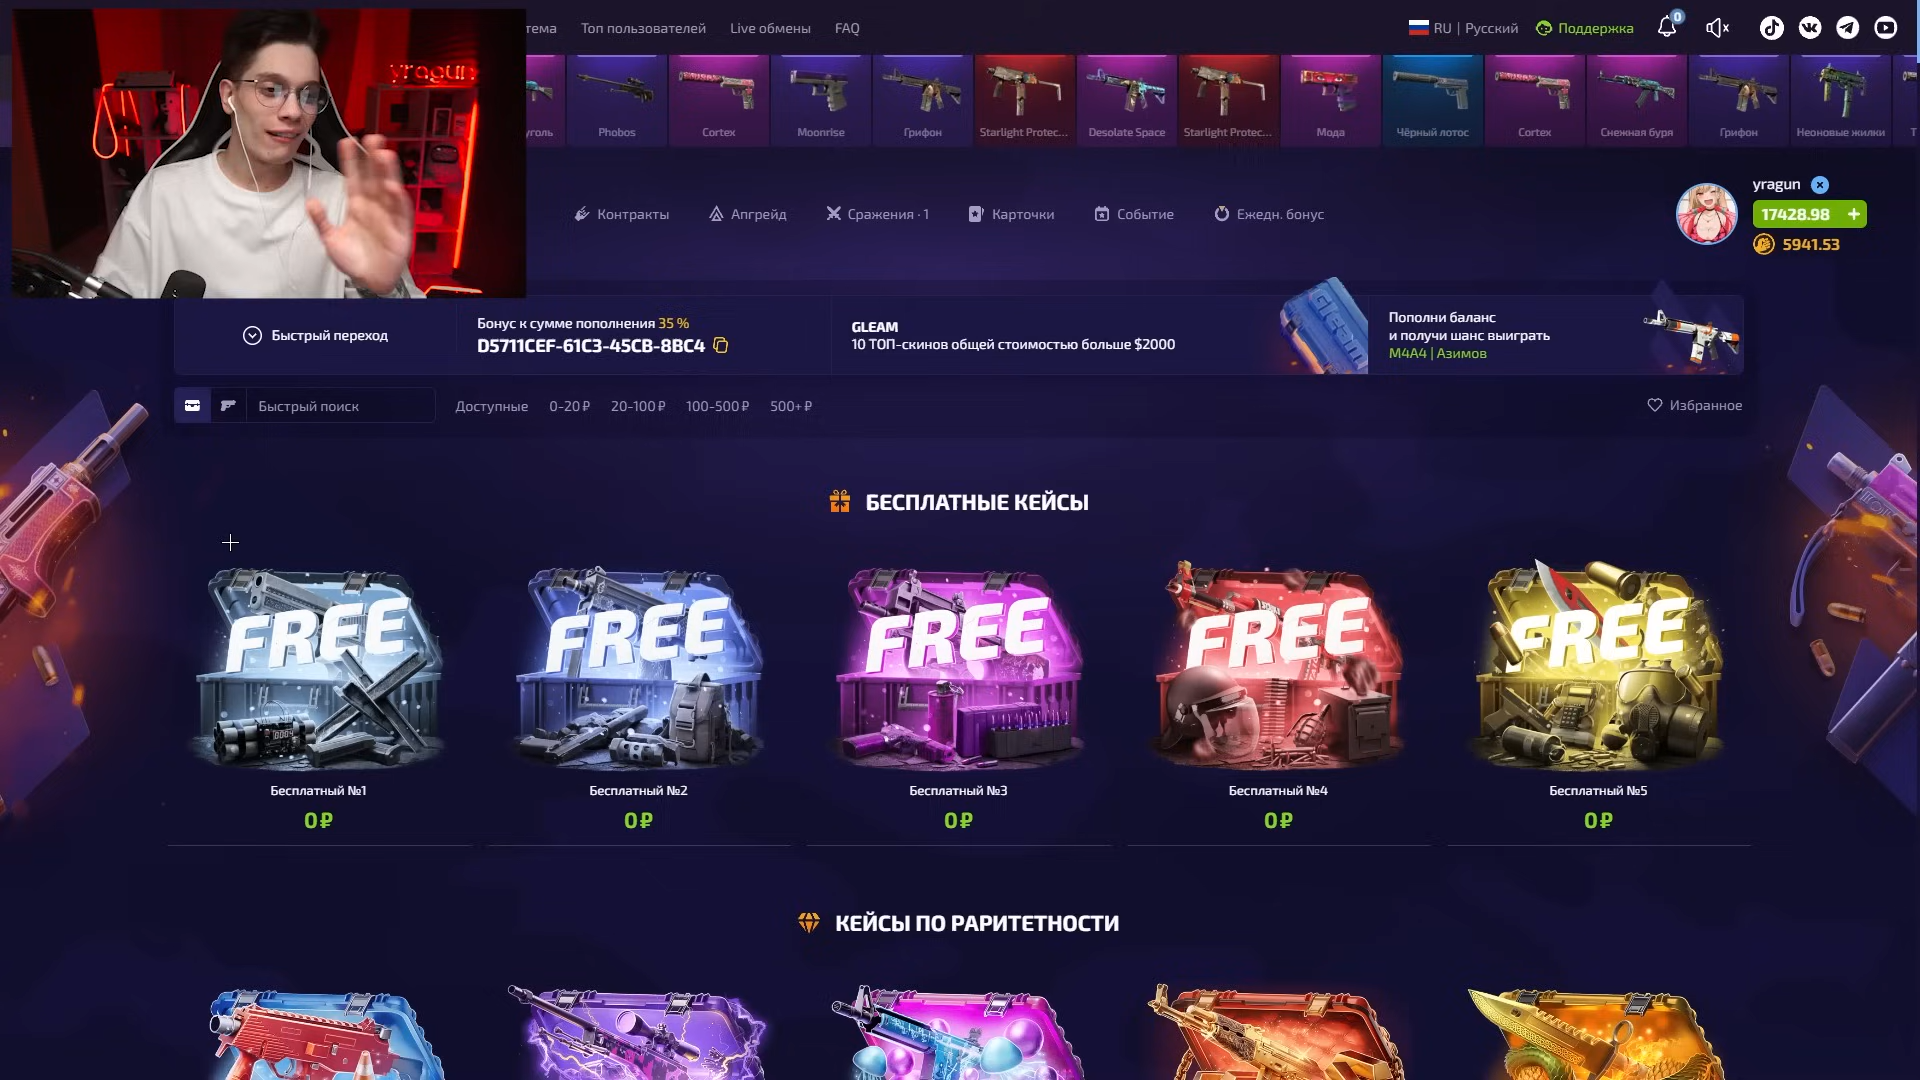 тема
Топ пользователей
Live обмены
FAQ
RU | Русский
Поддержка
0
yragun
уголь
Phobos
Cortex
Moonrise
Грифон
Starlight Protec...
Desolate Space
Starlight Protec...
Мода
Чёрный лотос
Cortex
Снежная буря
Грифон
Неоновые жилки
Контракты
Апгрейд
Сражения · 1
Карточки
Событие
Ежедн. бонус
yragun
17428.98 +
5941.53
Быстрый переход
Бонус к сумме пополнения 35 %
D5711CEF-61C3-45CB-8BC4
GLEAM
10 ТОП-скинов общей стоимостью больше $2000
Gleam
Пополни баланс
и получи шанс выиграть
M4A4 | Азимов
Быстрый поиск
Доступные
0-20 ₽
20-100 ₽
100-500 ₽
500+ ₽
Избранное
БЕСПЛАТНЫЕ КЕЙСЫ
FREE
FREE
FREE
FREE
FREE
Бесплатный №1
Бесплатный №2
Бесплатный №3
Бесплатный №4
Бесплатный №5
0 ₽
0 ₽
0 ₽
0 ₽
0 ₽
КЕЙСЫ ПО РАРИТЕТНОСТИ